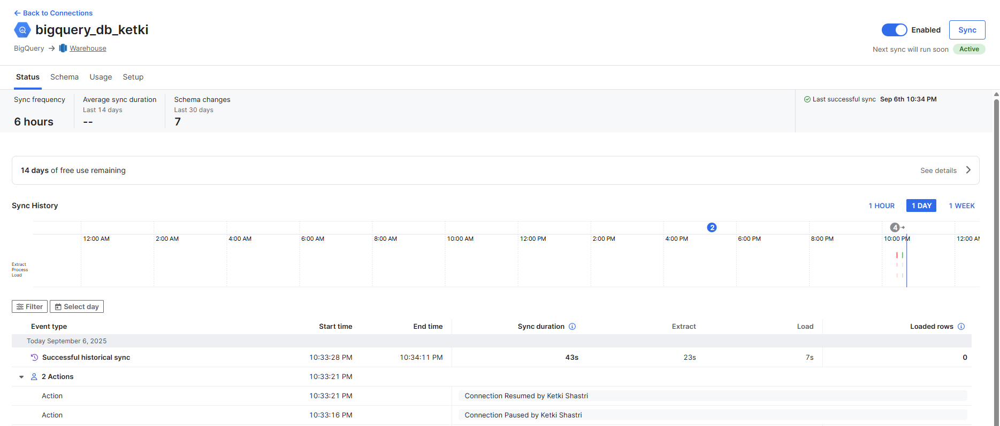 Back to Connections
bigquery_db_ketki
Enabled Sync
BigQuery → Warehouse
Next sync will run soon Active
Status Schema Usage Setup
Sync frequency Average sync duration Schema changes
Last successful sync Sep 6th 10:34 PM
Last 14 days Last 30 days
6 hours -- 7
14 days of free use remaining See details
Sync History 1 HOUR 1 DAY 1 WEEK
2 4
12:00 AM 2:00 AM 4:00 AM 6:00 AM 8:00 AM 10:00 AM 12:00 PM 2:00 PM 4:00 PM 6:00 PM 8:00 PM 10:00 PM 12:00 AM
Extract
Process
Load
Filter Select day
Event type Start time End time Sync duration Extract Load Loaded rows
Today September 6, 2025
Successful historical sync 10:33:28 PM 10:34:11 PM 43s 23s 7s 0
2 Actions 10:33:21 PM
Action 10:33:21 PM Connection Resumed by Ketki Shastri
Action 10:33:16 PM Connection Paused by Ketki Shastri